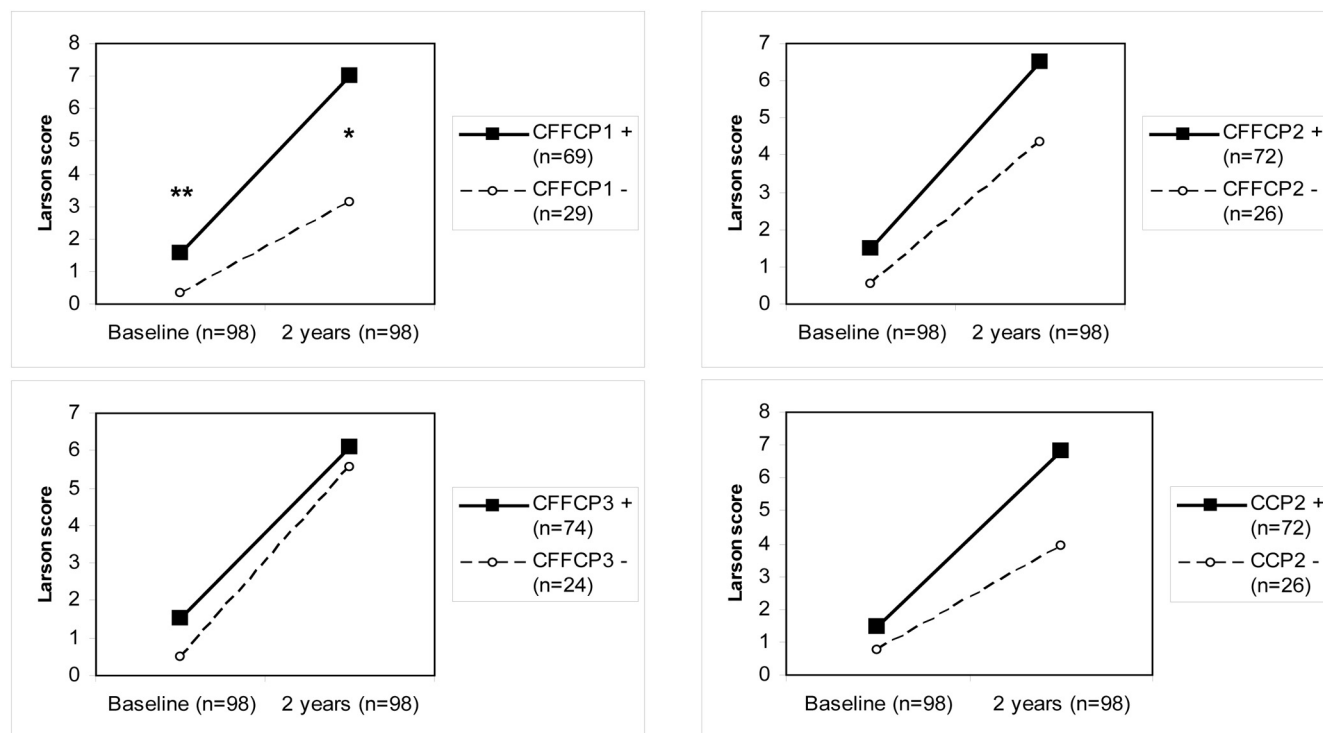 8
7
6
5
4
3
2
1
0
Larson score
**
*
Baseline (n=98) 2 years (n=98)
CFFCP1 +
(n=69)
CFFCP1 -
(n=29)
7
6
5
4
3
2
1
0
Larson score
Baseline (n=98) 2 years (n=98)
CFFCP2 +
(n=72)
CFFCP2 -
(n=26)
7
6
5
4
3
2
1
0
Larson score
Baseline (n=98) 2 years (n=98)
CFFCP3 +
(n=74)
CFFCP3 -
(n=24)
8
7
6
5
4
3
2
1
0
Larson score
Baseline (n=98) 2 years (n=98)
CCP2 +
(n=72)
CCP2 -
(n=26)